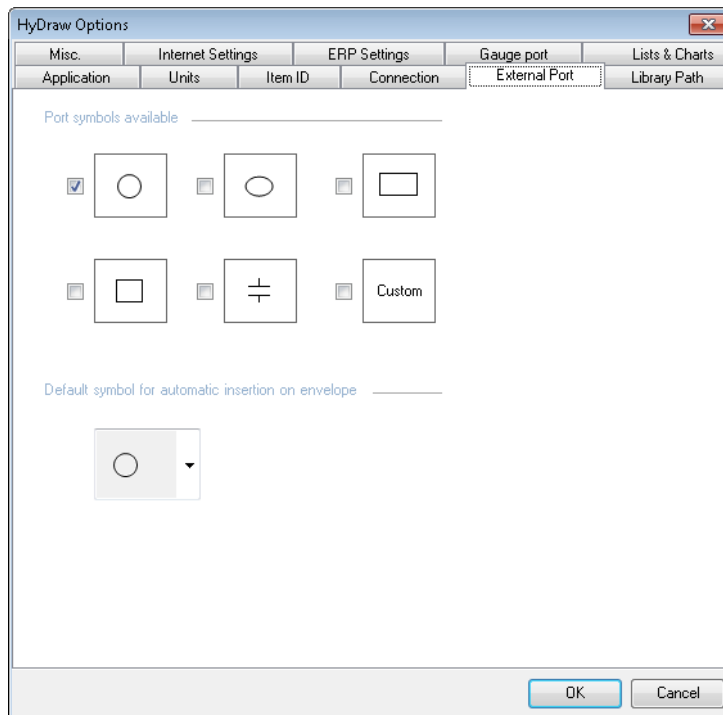 HyDraw Options
Misc. Internet Settings ERP Settings Gauge port Lists & Charts
Application Units Item ID Connection External Port Library Path
Port symbols available
Custom
Default symbol for automatic insertion on envelope
OK Cancel